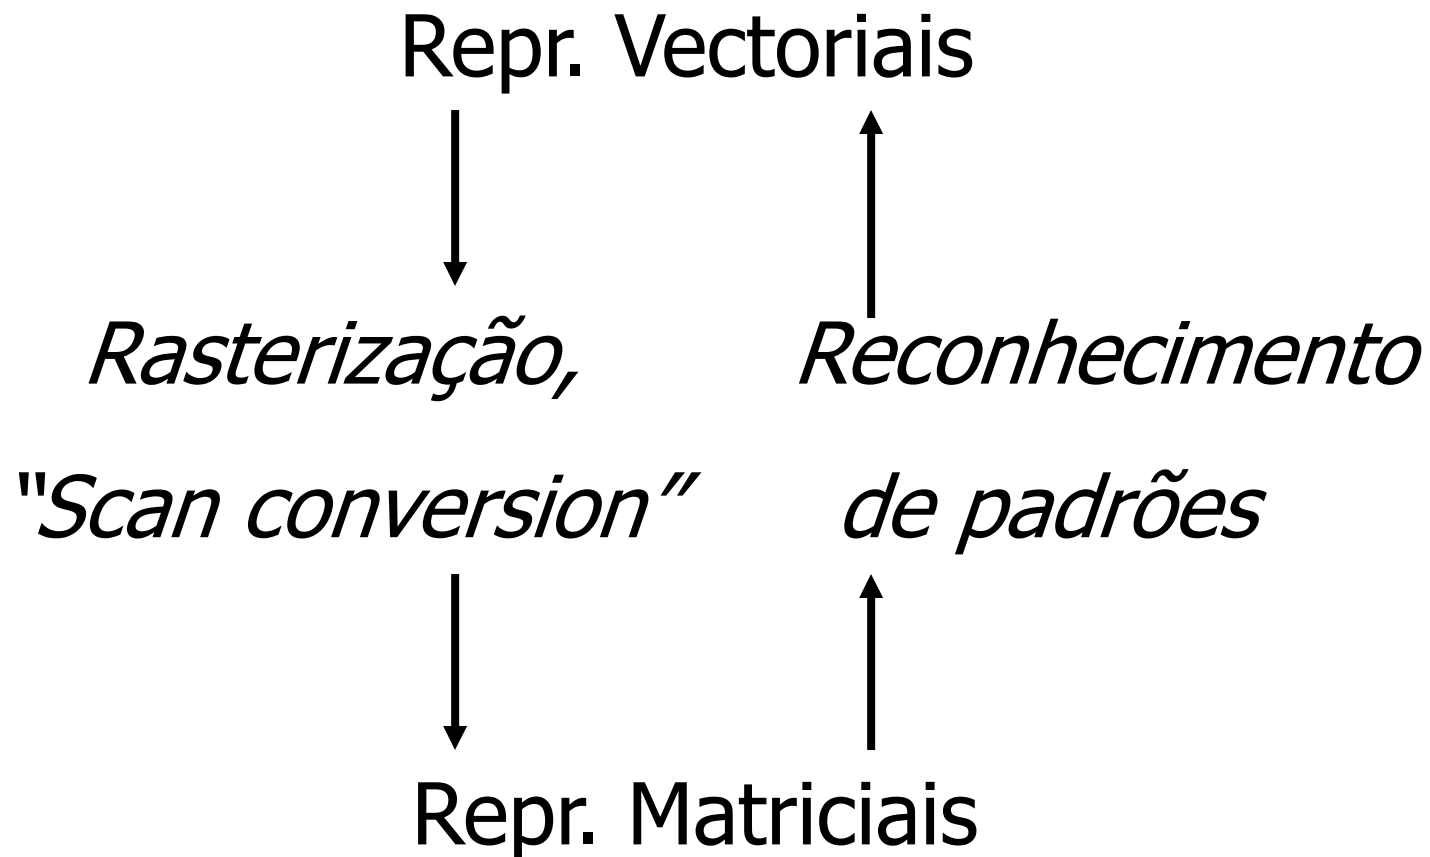 Repr. Vectoriais
Rasterização,
“Scan conversion”
Reconhecimento
de padrões
Repr. Matriciais